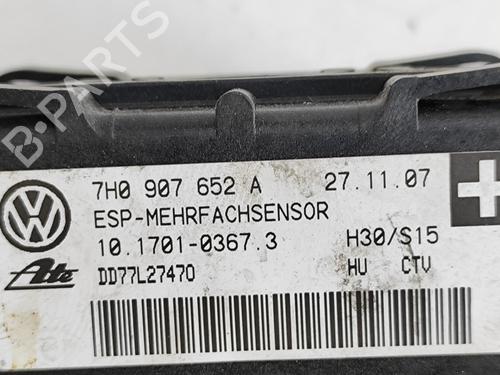 B-PARTS
7H0 907 652 A 27.11.07
ESP-MEHRFACHSENSOR
10.1701-0367.3 H30/S15
Ate DD77L27470 HU CTV